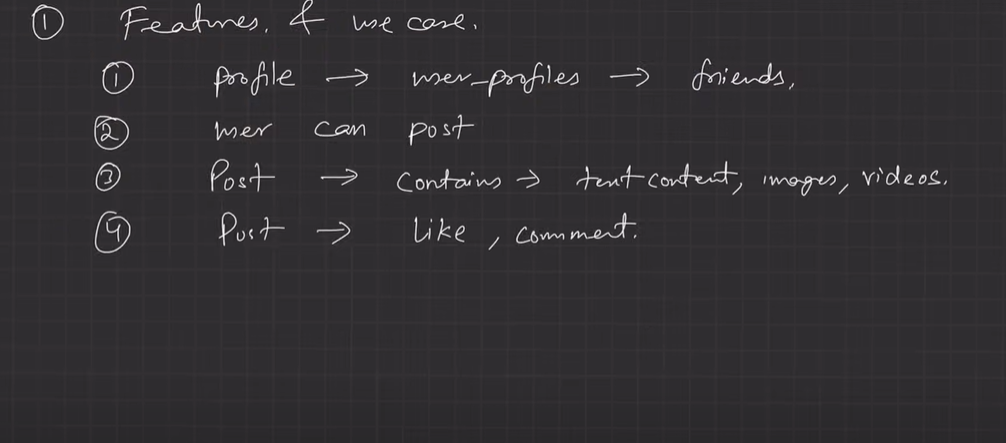 ① Features, & use case.
① profile → user_profiles → friends,
② user can post
③ Post → contains → text content, images, videos.
④ Post → Like, comment.